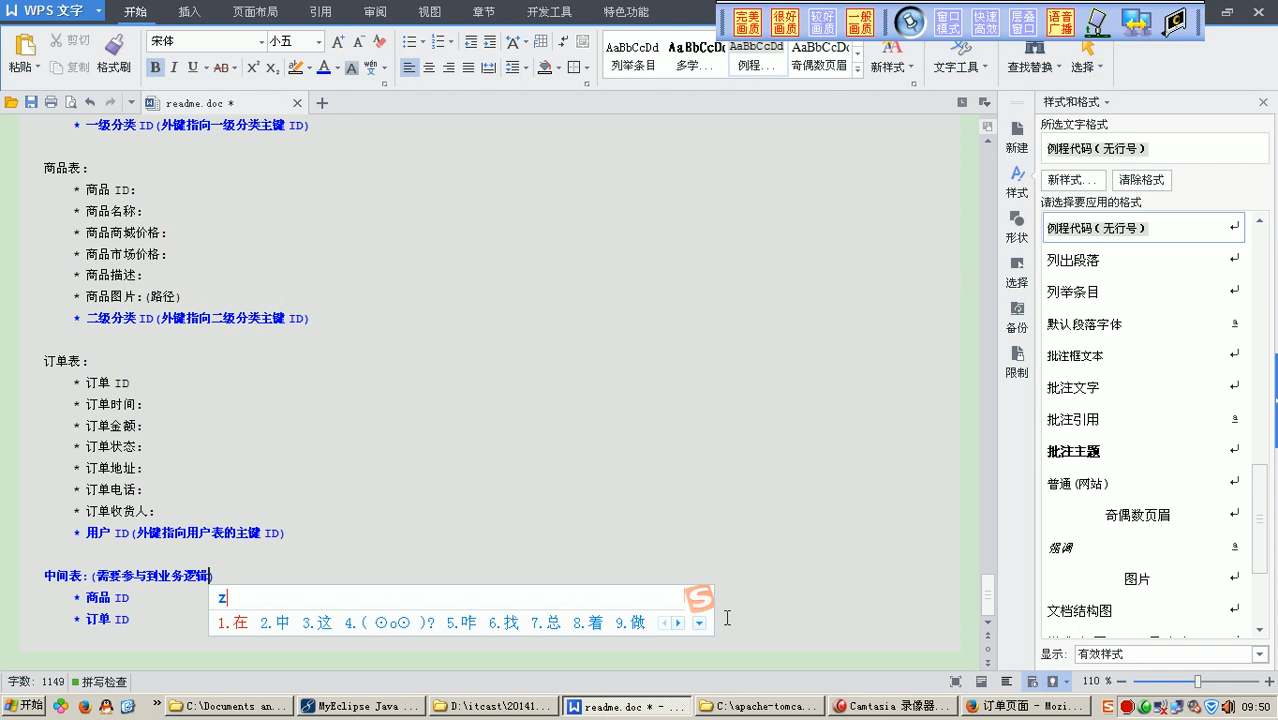 WPS 文字 开始 插入 页面布局 引用 审阅 视图 章节 开发工具 特色功能
完美画质 很好画质 较好画质 一般画质 窗口模式 快速高效 层叠窗口 语音广播
粘贴 剪切 复制 格式刷
宋体 小五
AaBbCcDd AaBbCcD AaBbCcDd AaBbCcDc
列举条目 多学... 例程... 奇偶数页眉 新样式 文字工具 查找替换 选择
readme.doc *
* 一级分类 ID(外键指向一级分类主键 ID)
商品表:
* 商品 ID:
* 商品名称:
* 商品商城价格:
* 商品市场价格:
* 商品描述:
* 商品图片:(路径)
* 二级分类 ID(外键指向二级分类主键 ID)
订单表:
* 订单 ID
* 订单时间:
* 订单金额:
* 订单状态:
* 订单地址:
* 订单电话:
* 订单收货人:
* 用户 ID(外键指向用户表的主键 ID)
中间表:(需要参与到业务逻辑)
* 商品 ID
* 订单 ID
z
1.在 2.中 3.这 4.( ⊙o⊙ )? 5.咋 6.找 7.总 8.着 9.做
新建
样式
形状
选择
备份
限制
样式和格式
所选文字格式
例程代码(无行号)
新样式... 清除格式
请选择要应用的格式
例程代码(无行号)
列出段落
列举条目
默认段落字体
批注框文本
批注文字
批注引用
批注主题
普通(网站)
奇偶数页眉
强调
图片
文档结构图
显示: 有效样式
字数: 1149 拼写检查 110 %
开始 C:\Documents an... MyEclipse Java ... D:\itcast\20141... readme.doc * - ... C:\apache-tomca... Camtasia 录像器... 订单页面 - Mozi... 09:50